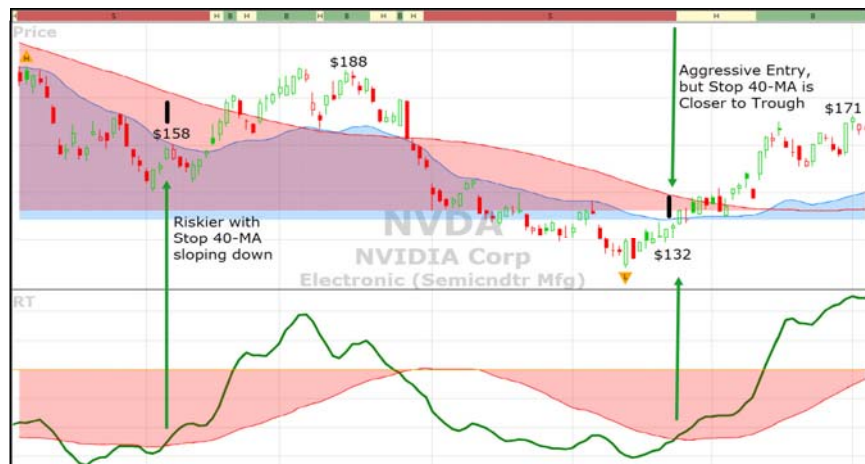 S H B H B H B H B H S H B
Price
$188
$158
Aggressive Entry,
but Stop 40-MA is
Closer to Trough
$171
Riskier with
Stop 40-MA
sloping down
NVDA
NVIDIA Corp
Electronic (Semicndtr Mfg)
$132
L
RT